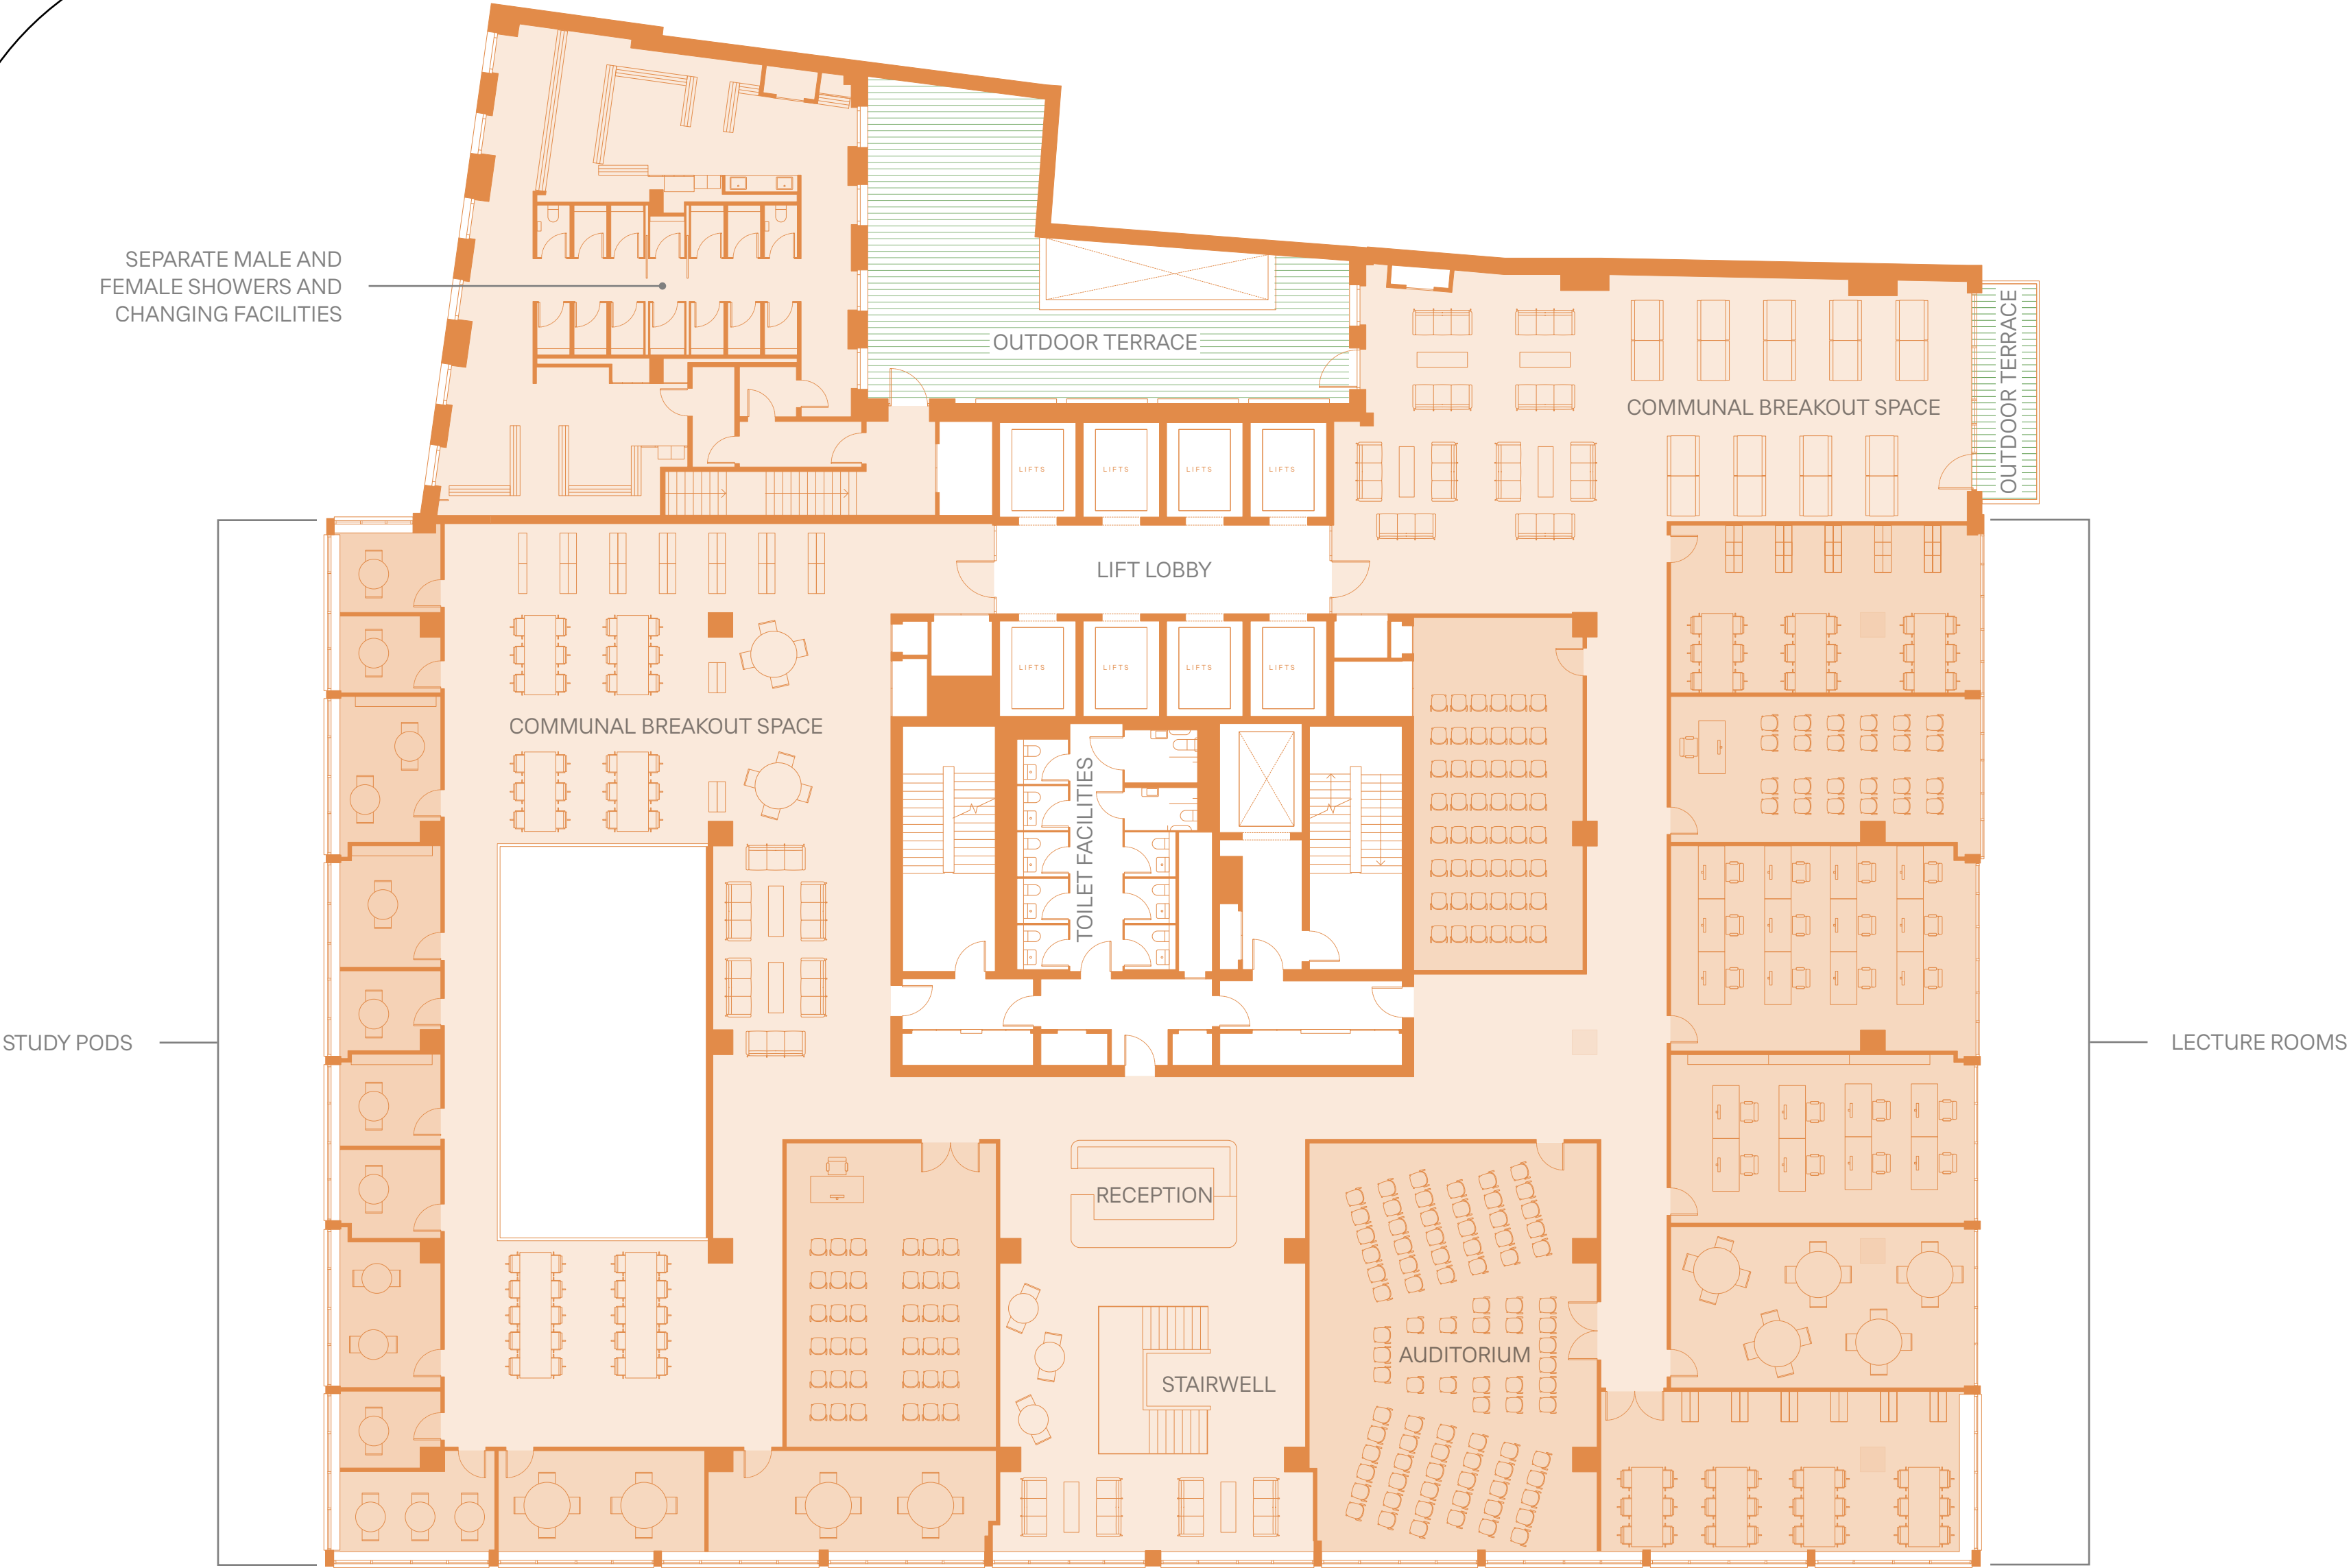 SEPARATE MALE AND
FEMALE SHOWERS AND
CHANGING FACILITIES
OUTDOOR TERRACE
OUTDOOR TERRACE
COMMUNAL BREAKOUT SPACE
LIFTS
LIFTS
LIFTS
LIFTS
LIFT LOBBY
LIFTS
LIFTS
LIFTS
LIFTS
COMMUNAL BREAKOUT SPACE
TOILET FACILITIES
STUDY PODS
LECTURE ROOMS
RECEPTION
AUDITORIUM
STAIRWELL